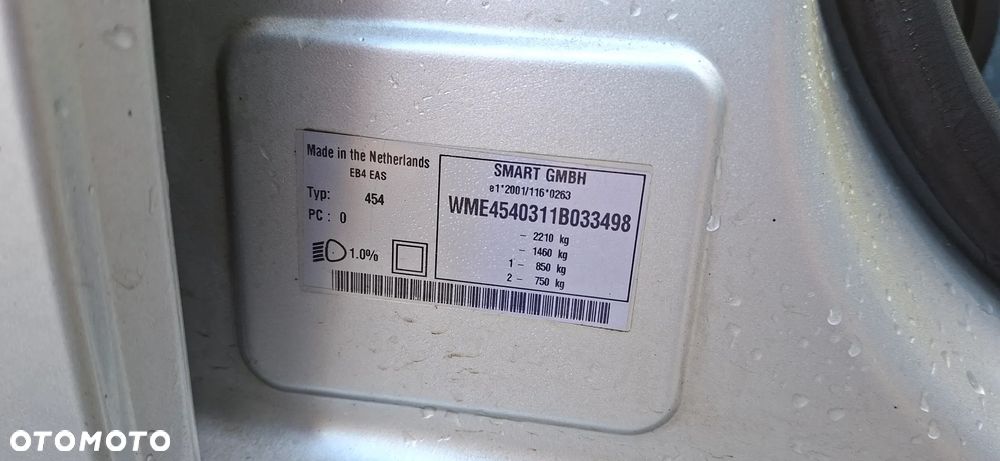 Made in the Netherlands
EB4 EAS
Typ: 454
PC : 0
1.0%
SMART GMBH
e1*2001/116*0263
WME4540311B033498
- 2210 kg
- 1460 kg
1 - 850 kg
2 - 750 kg
OTOMOTO